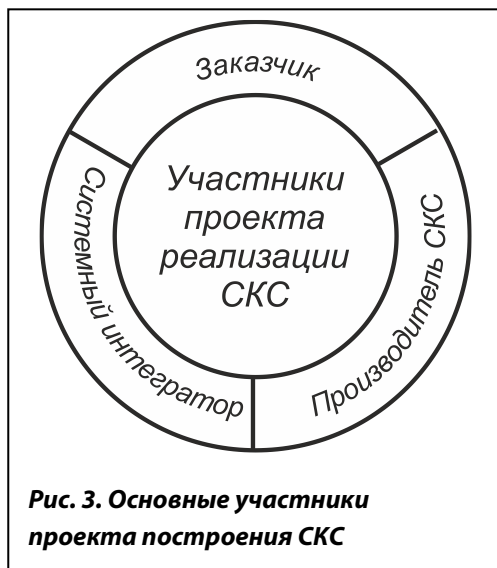 Заказчик
Участники
проекта
реализации
СКС
Системный интегратор
Производитель СКС
Рис. 3. Основные участники
проекта построения СКС